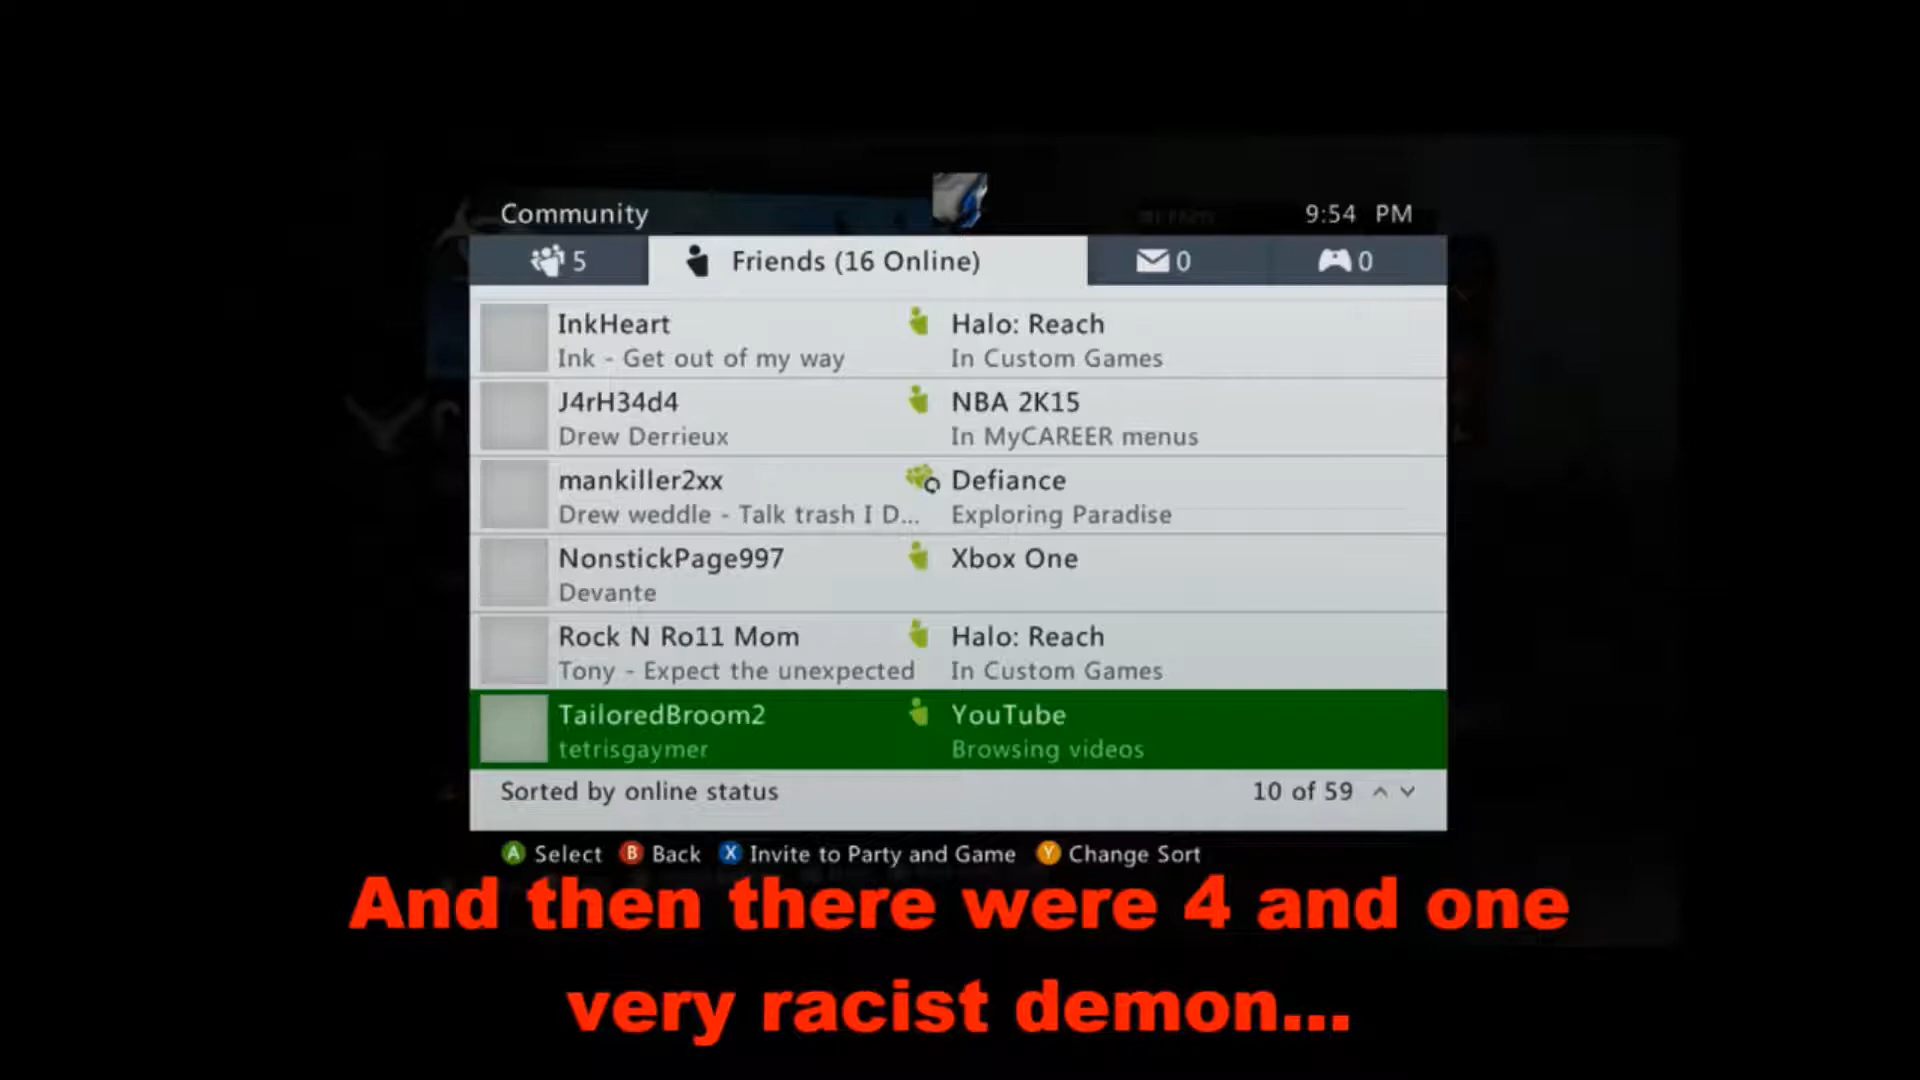 Community
9:54 PM
5
Friends (16 Online)
0
0
InkHeart
Halo: Reach
Ink - Get out of my way
In Custom Games
J4rH34d4
NBA 2K15
Drew Derrieux
In MyCAREER menus
mankiller2xx
Defiance
Drew weddle - Talk trash I D...
Exploring Paradise
NonstickPage997
Xbox One
Devante
Rock N Ro11 Mom
Halo: Reach
Tony - Expect the unexpected
In Custom Games
TailoredBroom2
YouTube
tetrisgaymer
Browsing videos
Sorted by online status
10 of 59
A Select B Back X Invite to Party and Game Y Change Sort
And then there were 4 and one
very racist demon...